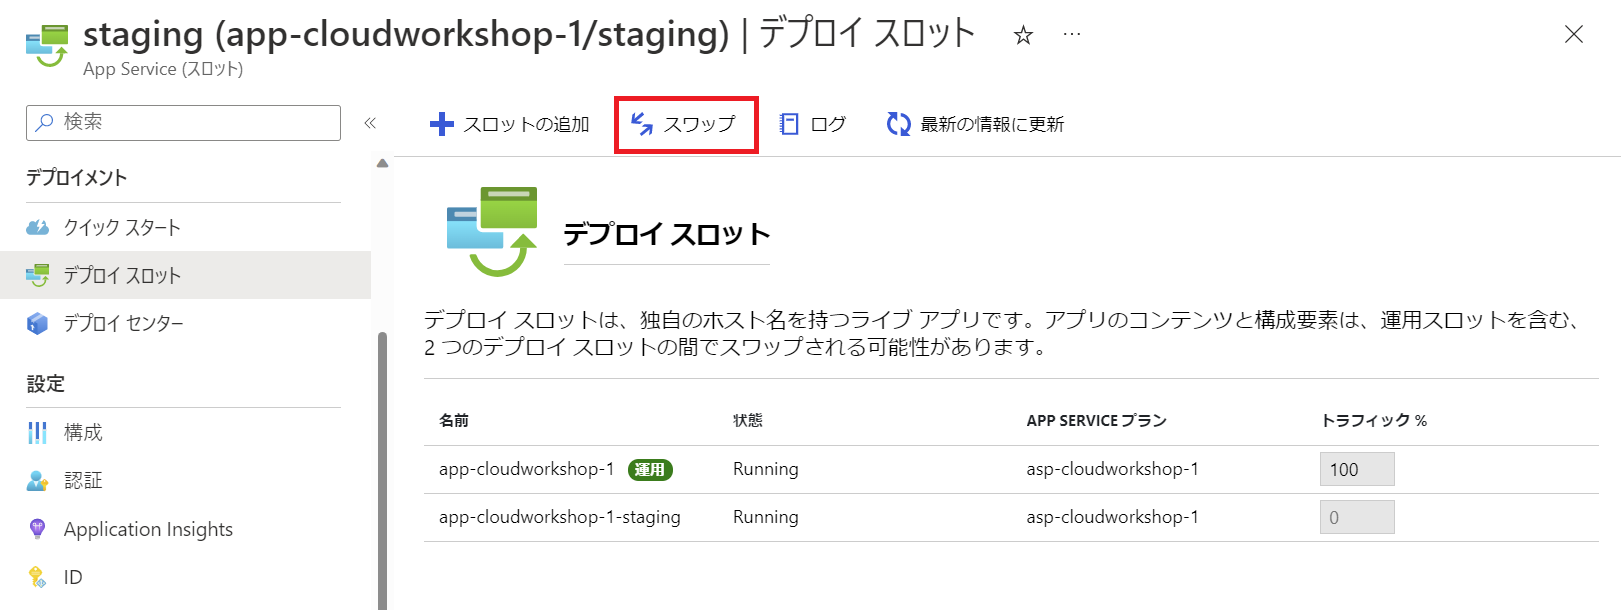 staging (app-cloudworkshop-1/staging) | デプロイ スロット
App Service (スロット)
検索
スロットの追加 スワップ ログ 最新の情報に更新
デプロイメント
クイック スタート
デプロイ スロット
デプロイ センター
設定
構成
認証
Application Insights
ID
デプロイ スロット
デプロイ スロットは、独自のホスト名を持つライブ アプリです。アプリのコンテンツと構成要素は、運用スロットを含む、
2 つのデプロイ スロットの間でスワップされる可能性があります。
名前 状態 APP SERVICE プラン トラフィック %
app-cloudworkshop-1 運用 Running asp-cloudworkshop-1 100
app-cloudworkshop-1-staging Running asp-cloudworkshop-1 0